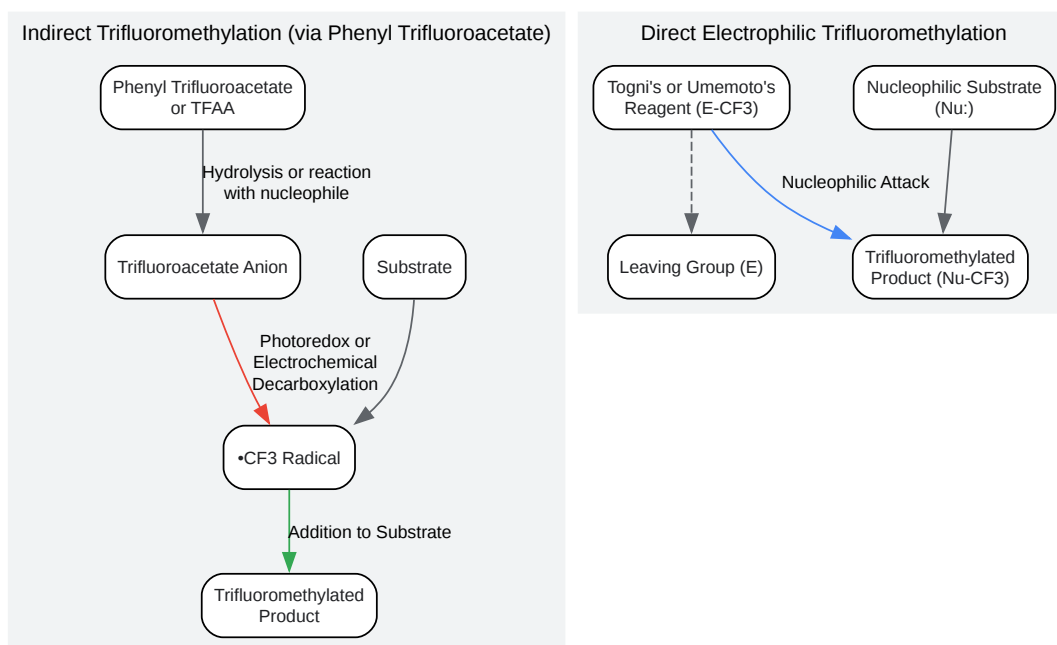 Indirect Trifluoromethylation (via Phenyl Trifluoroacetate)
Phenyl Trifluoroacetate
or TFAA
Hydrolysis or reaction
with nucleophile
Trifluoroacetate Anion
Substrate
Photoredox or
Electrochemical
Decarboxylation
•CF3 Radical
Addition to Substrate
Trifluoromethylated
Product
Direct Electrophilic Trifluoromethylation
Togni's or Umemoto's
Reagent (E-CF3)
Nucleophilic Substrate
(Nu:)
Nucleophilic Attack
Leaving Group (E)
Trifluoromethylated
Product (Nu-CF3)